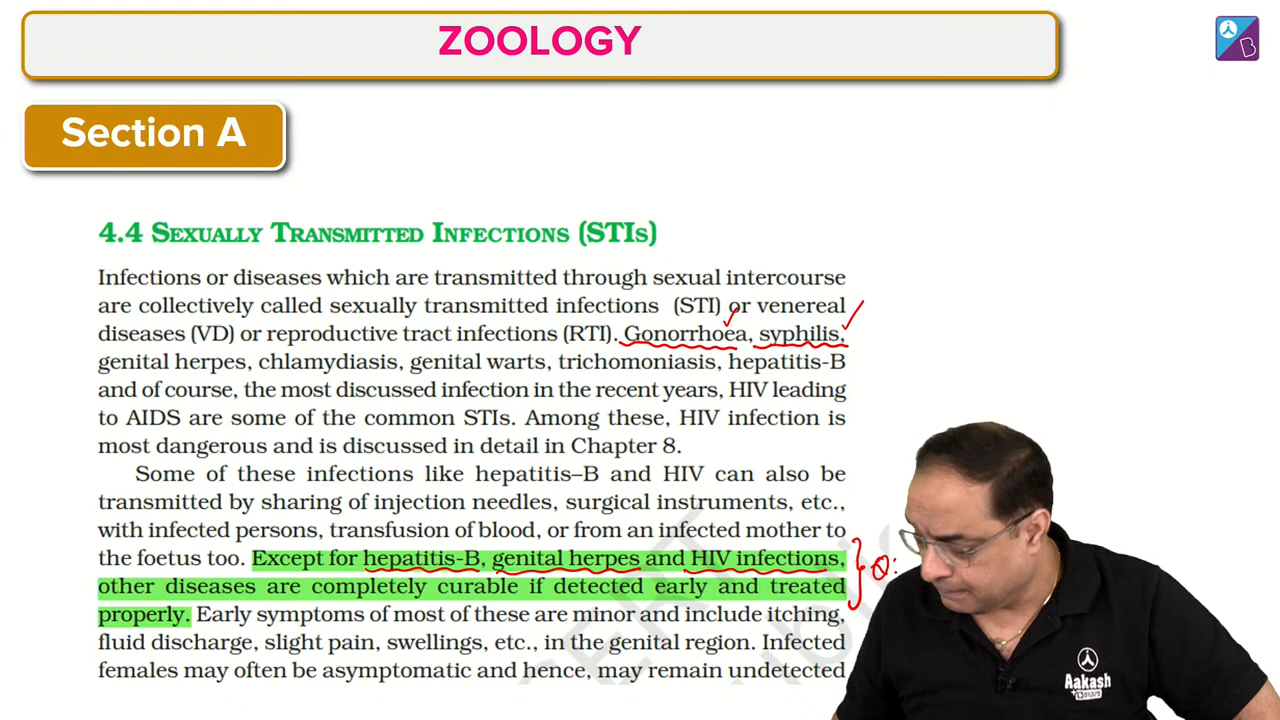 ZOOLOGY
Section A
4.4 SEXUALLY TRANSMITTED INFECTIONS (STIS)
Infections or diseases which are transmitted through sexual intercourse
are collectively called sexually transmitted infections (STI) or venereal
diseases (VD) or reproductive tract infections (RTI). Gonorrhoea, syphilis,
genital herpes, chlamydiasis, genital warts, trichomoniasis, hepatitis-B
and of course, the most discussed infection in the recent years, HIV leading
to AIDS are some of the common STIs. Among these, HIV infection is
most dangerous and is discussed in detail in Chapter 8.
Some of these infections like hepatitis–B and HIV can also be
transmitted by sharing of injection needles, surgical instruments, etc.,
with infected persons, transfusion of blood, or from an infected mother to
the foetus too. Except for hepatitis-B, genital herpes and HIV infections,
other diseases are completely curable if detected early and treated
properly. Early symptoms of most of these are minor and include itching,
fluid discharge, slight pain, swellings, etc., in the genital region. Infected
females may often be asymptomatic and hence, may remain undetected
Aakash